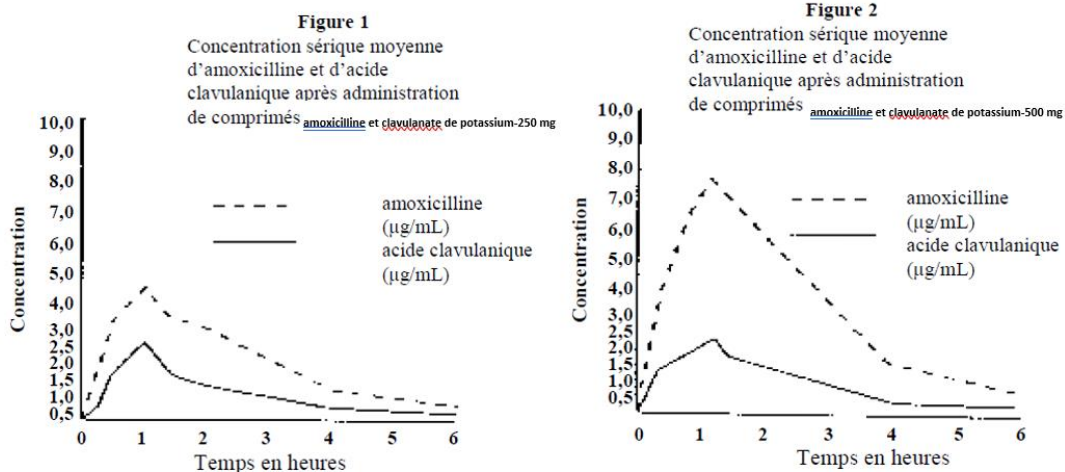 Figure 1
Concentration sérique moyenne
d'amoxicilline et d'acide
clavulanique après administration
de comprimés amoxicilline et clavulanate de potassium-250 mg
10,0
9,0
8,0
7,0
6,0
5,0
4,0
3,0
2,5
2,0
1,5
1,0
0,5
Concentration
amoxicilline
(µg/mL)
acide clavulanique
(µg/mL)
0 1 2 3 4 5 6
Temps en heures
Figure 2
Concentration sérique moyenne
d'amoxicilline et d'acide
clavulanique après administration
de comprimés amoxicilline et clavulanate de potassium-500 mg
10,0
9,0
8,0
7,0
6,0
5,0
4,0
3,0
2,5
2,0
1,5
1,0
0,5
Concentration
amoxicilline
(µg/mL)
acide clavulanique
(µg/mL)
0 1 2 3 4 5 6
Temps en heures